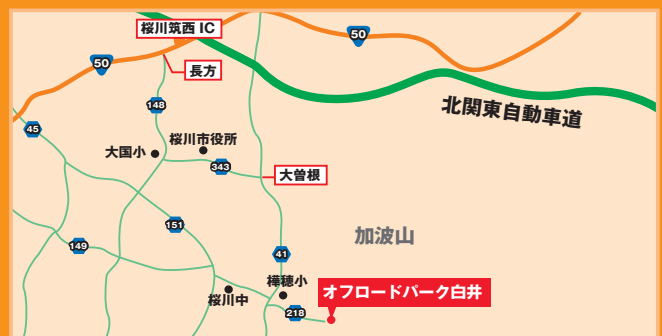 桜川筑西 IC
50
50
長方
北関東自動車道
148
45
桜川市役所
大国小
343
大曽根
151
加波山
149
41
樺穂小
オフロードパーク白井
桜川中
218